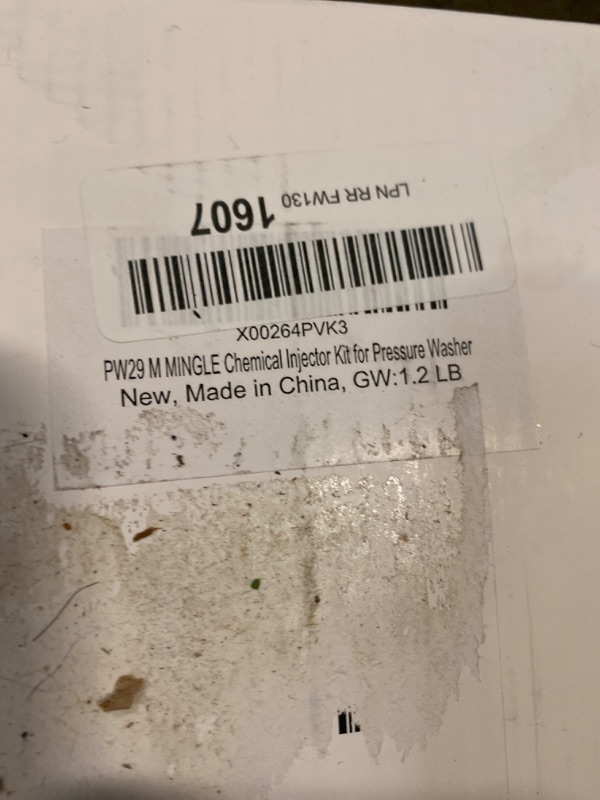 LPN RR FW130 1607
X00264PVK3
PW29 M MINGLE Chemical Injector Kit for Pressure Washer
New, Made in China, GW:1.2 LB